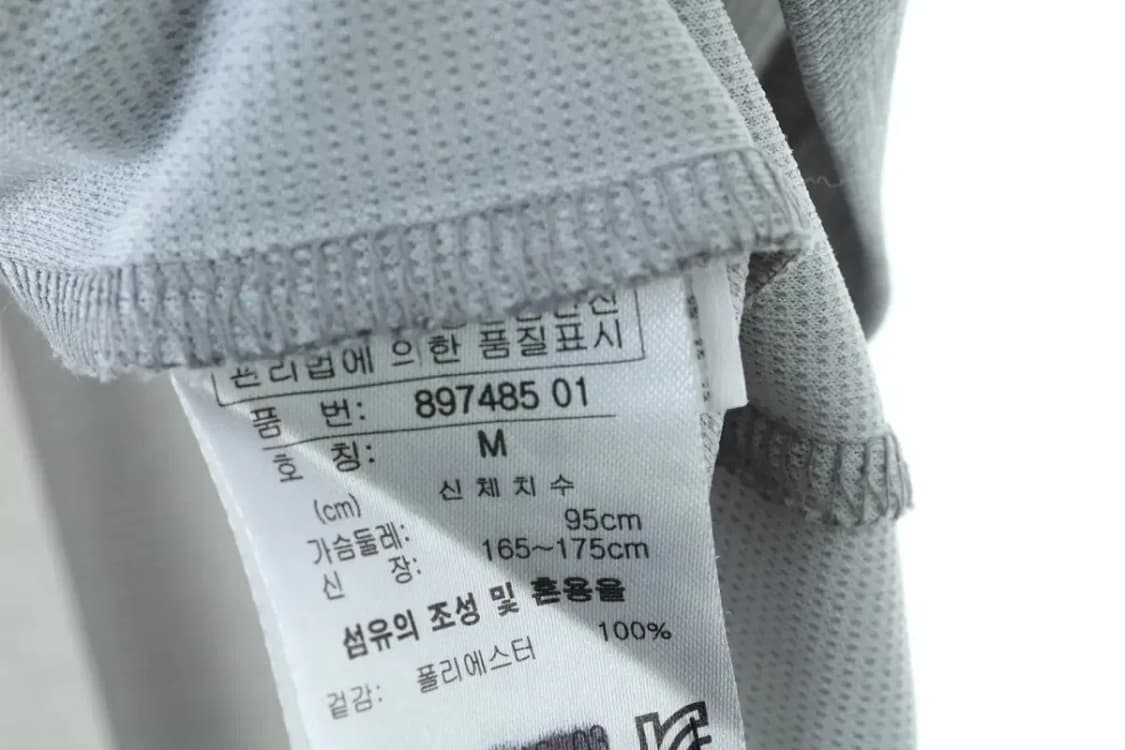 관리법에 의한 품질표시
품 번: 897485 01
호 칭: M
(cm) 신체치수
가슴둘레: 95cm
신 장: 165~175cm
섬유의 조성 및 혼용율
겉감: 폴리에스터 100%